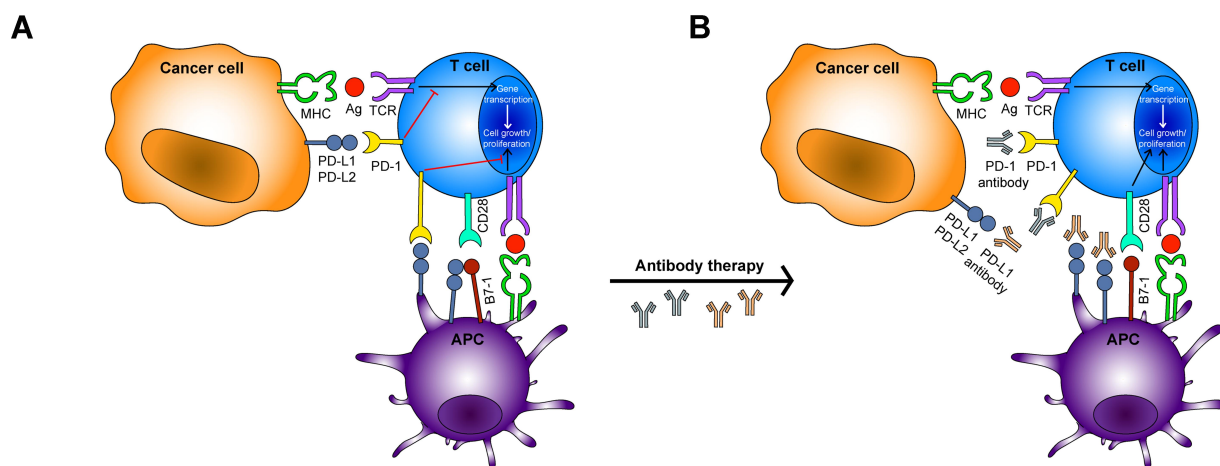 A
Cancer cell
T cell
MHC
Ag
TCR
Gene
transcription
Cell growth/
proliferation
PD-L1
PD-L2
PD-1
CD28
B7-1
APC
Antibody therapy
B
Cancer cell
T cell
MHC
Ag
TCR
Gene
transcription
Cell growth/
proliferation
PD-1
antibody
PD-1
PD-L1
PD-L2
PD-L1
antibody
CD28
B7-1
APC